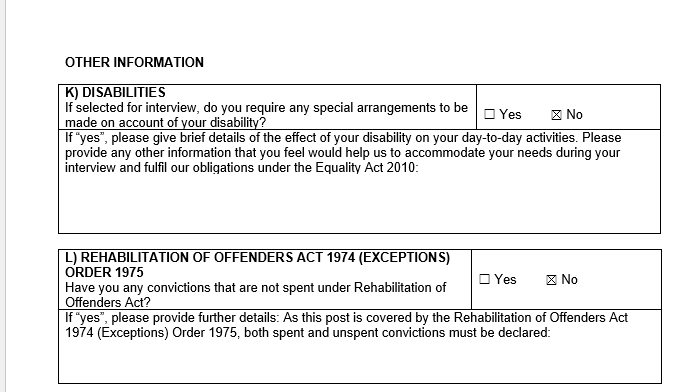 OTHER INFORMATION
K) DISABILITIES
If selected for interview, do you require any special arrangements to be
made on account of your disability?
☐ Yes ☒ No
If “yes”, please give brief details of the effect of your disability on your day-to-day activities. Please
provide any other information that you feel would help us to accommodate your needs during your
interview and fulfil our obligations under the Equality Act 2010:
L) REHABILITATION OF OFFENDERS ACT 1974 (EXCEPTIONS)
ORDER 1975
Have you any convictions that are not spent under Rehabilitation of
Offenders Act?
☐ Yes ☒ No
If “yes”, please provide further details: As this post is covered by the Rehabilitation of Offenders Act
1974 (Exceptions) Order 1975, both spent and unspent convictions must be declared: